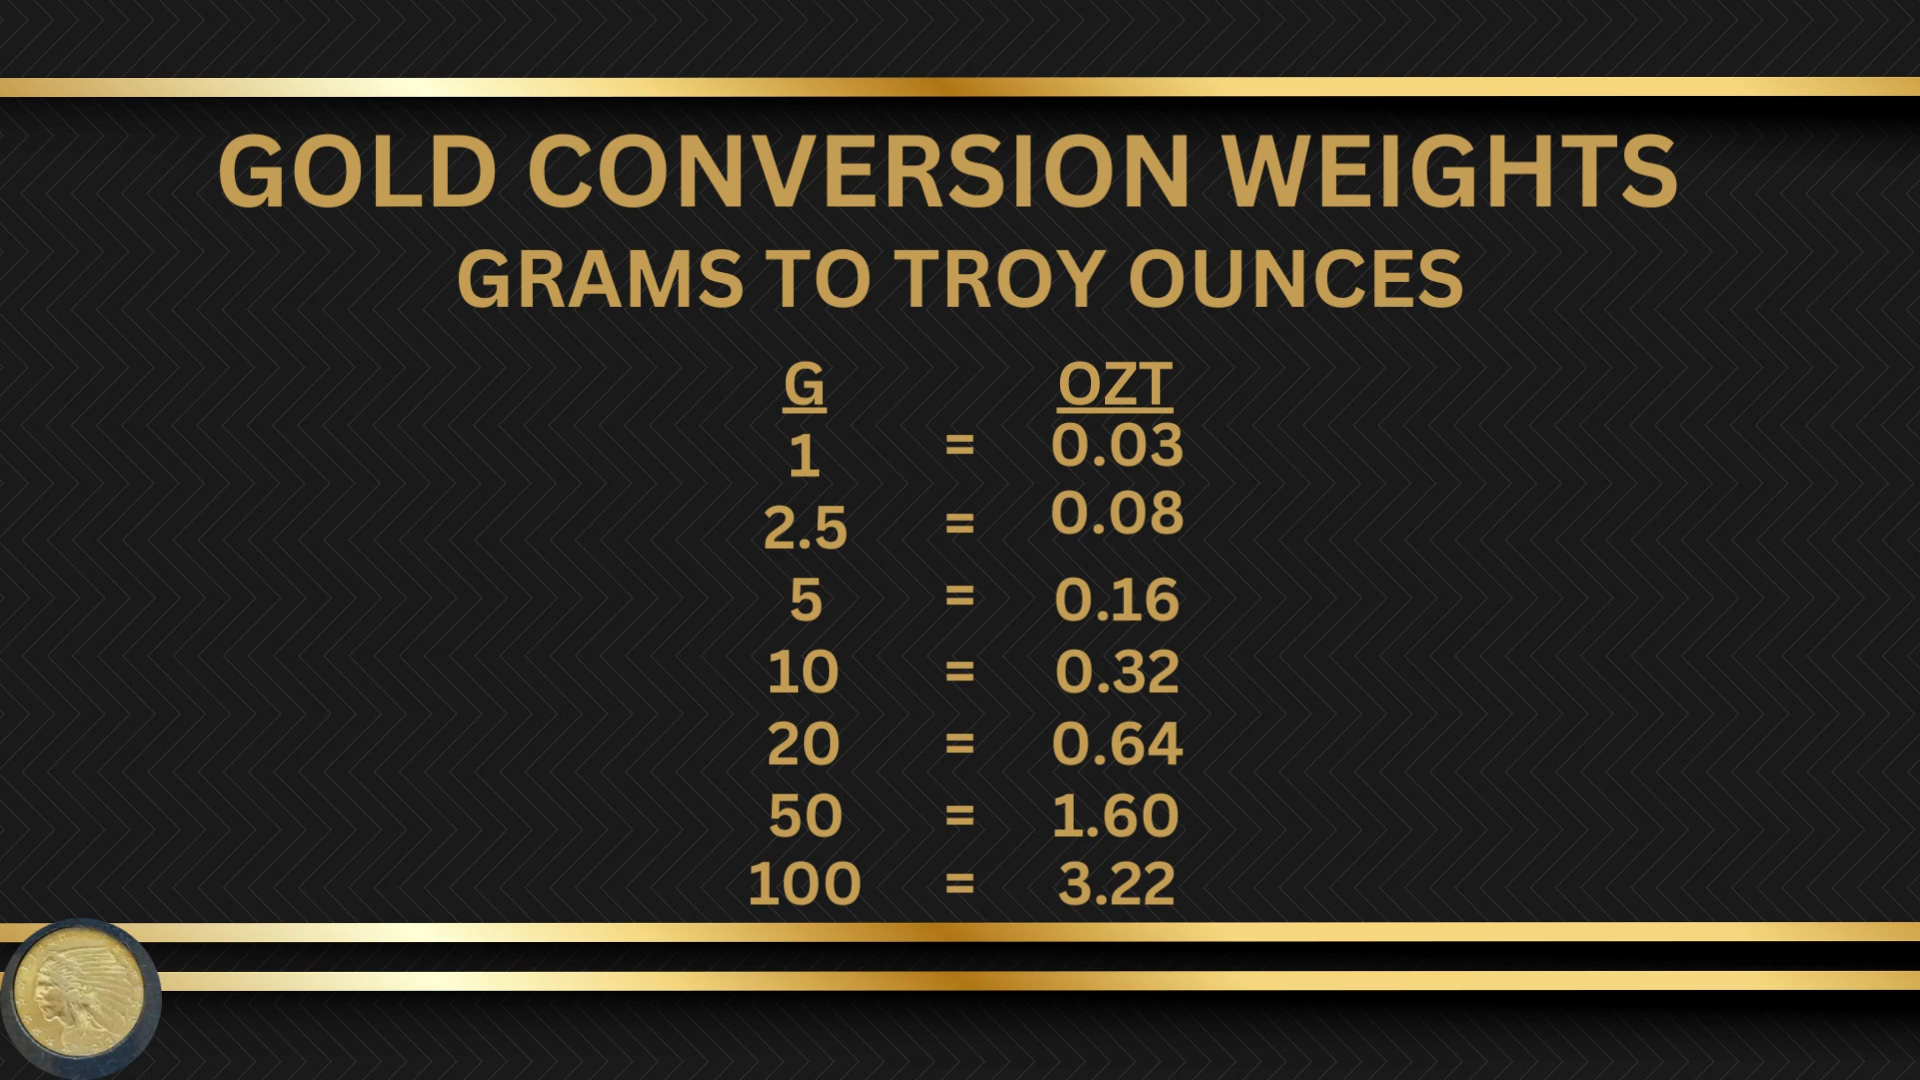 GOLD CONVERSION WEIGHTS
GRAMS TO TROY OUNCES
G OZT
1 = 0.03
2.5 = 0.08
5 = 0.16
10 = 0.32
20 = 0.64
50 = 1.60
100 = 3.22